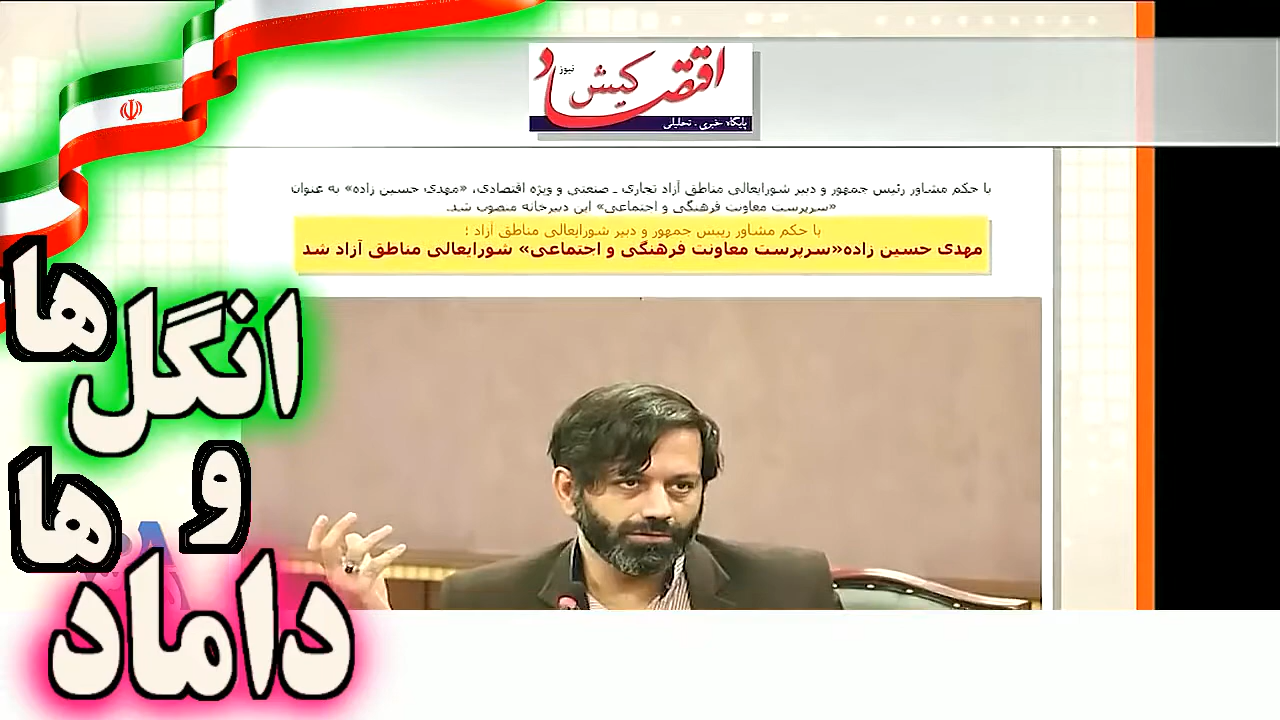 اقتصاد کیش نیوز
پایگاه خبری ـ تحلیلی
با حکم مشاور رئیس جمهور و دبیر شورایعالی مناطق آزاد تجاری ـ صنعتی و ویژه اقتصادی، «مهدی حسین زاده» به عنوان
«سرپرست معاونت فرهنگی و اجتماعی» این دبیرخانه منصوب شد.
با حکم مشاور رییس جمهور و دبیر شورایعالی مناطق آزاد ؛
مهدی حسین زاده«سرپرست معاونت فرهنگی و اجتماعی» شورایعالی مناطق آزاد شد
انگل ها
و
داماد ها